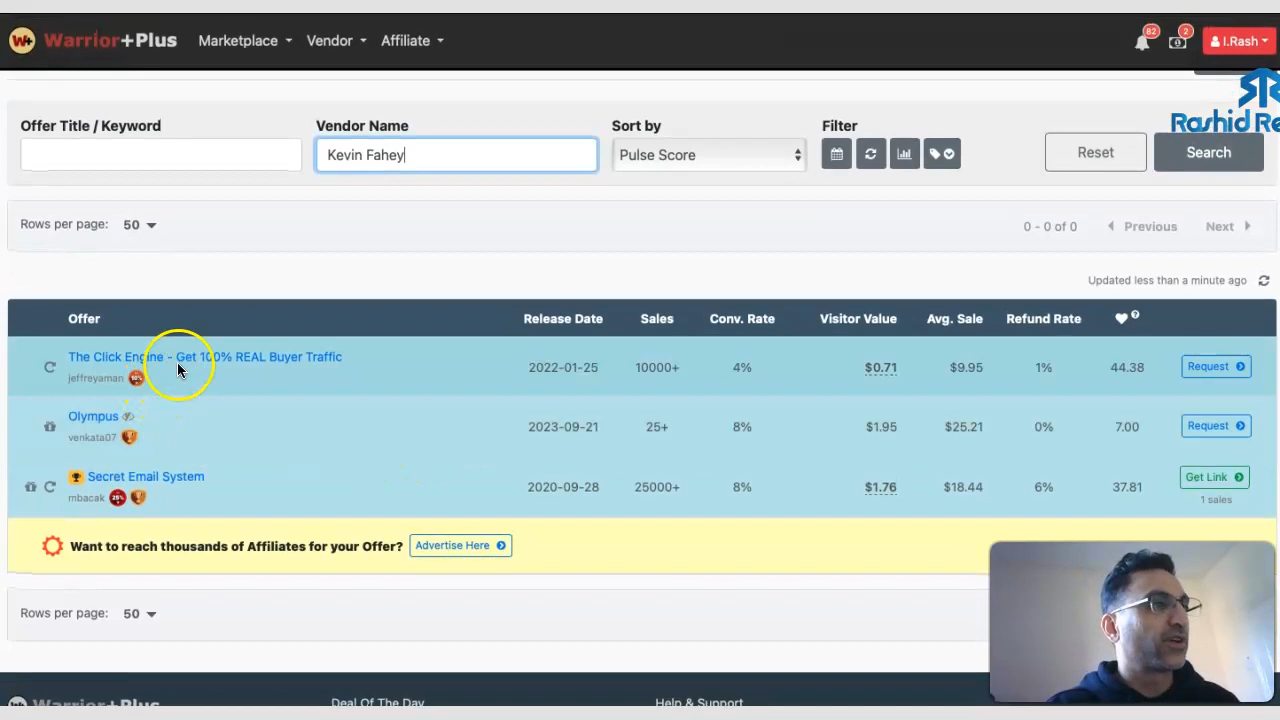 Warrior+Plus Marketplace Vendor Affiliate 82 2 I.Rash
Rashid Re
Offer Title / Keyword Vendor Name Sort by Filter
Kevin Fahey Pulse Score Reset Search
Rows per page: 50 0 - 0 of 0 Previous Next
Updated less than a minute ago
Offer Release Date Sales Conv. Rate Visitor Value Avg. Sale Refund Rate
The Click Engine - Get 100% REAL Buyer Traffic 2022-01-25 10000+ 4% $0.71 $9.95 1% 44.38 Request
jeffreyaman
Olympus 2023-09-21 25+ 8% $1.95 $25.21 0% 7.00 Request
venkata07
Secret Email System 2020-09-28 25000+ 8% $1.76 $18.44 6% 37.81 Get Link
mbacak 25% 1 sales
Want to reach thousands of Affiliates for your Offer? Advertise Here
Rows per page: 50
Warrior+Plus Deal Of The Day Help & Support